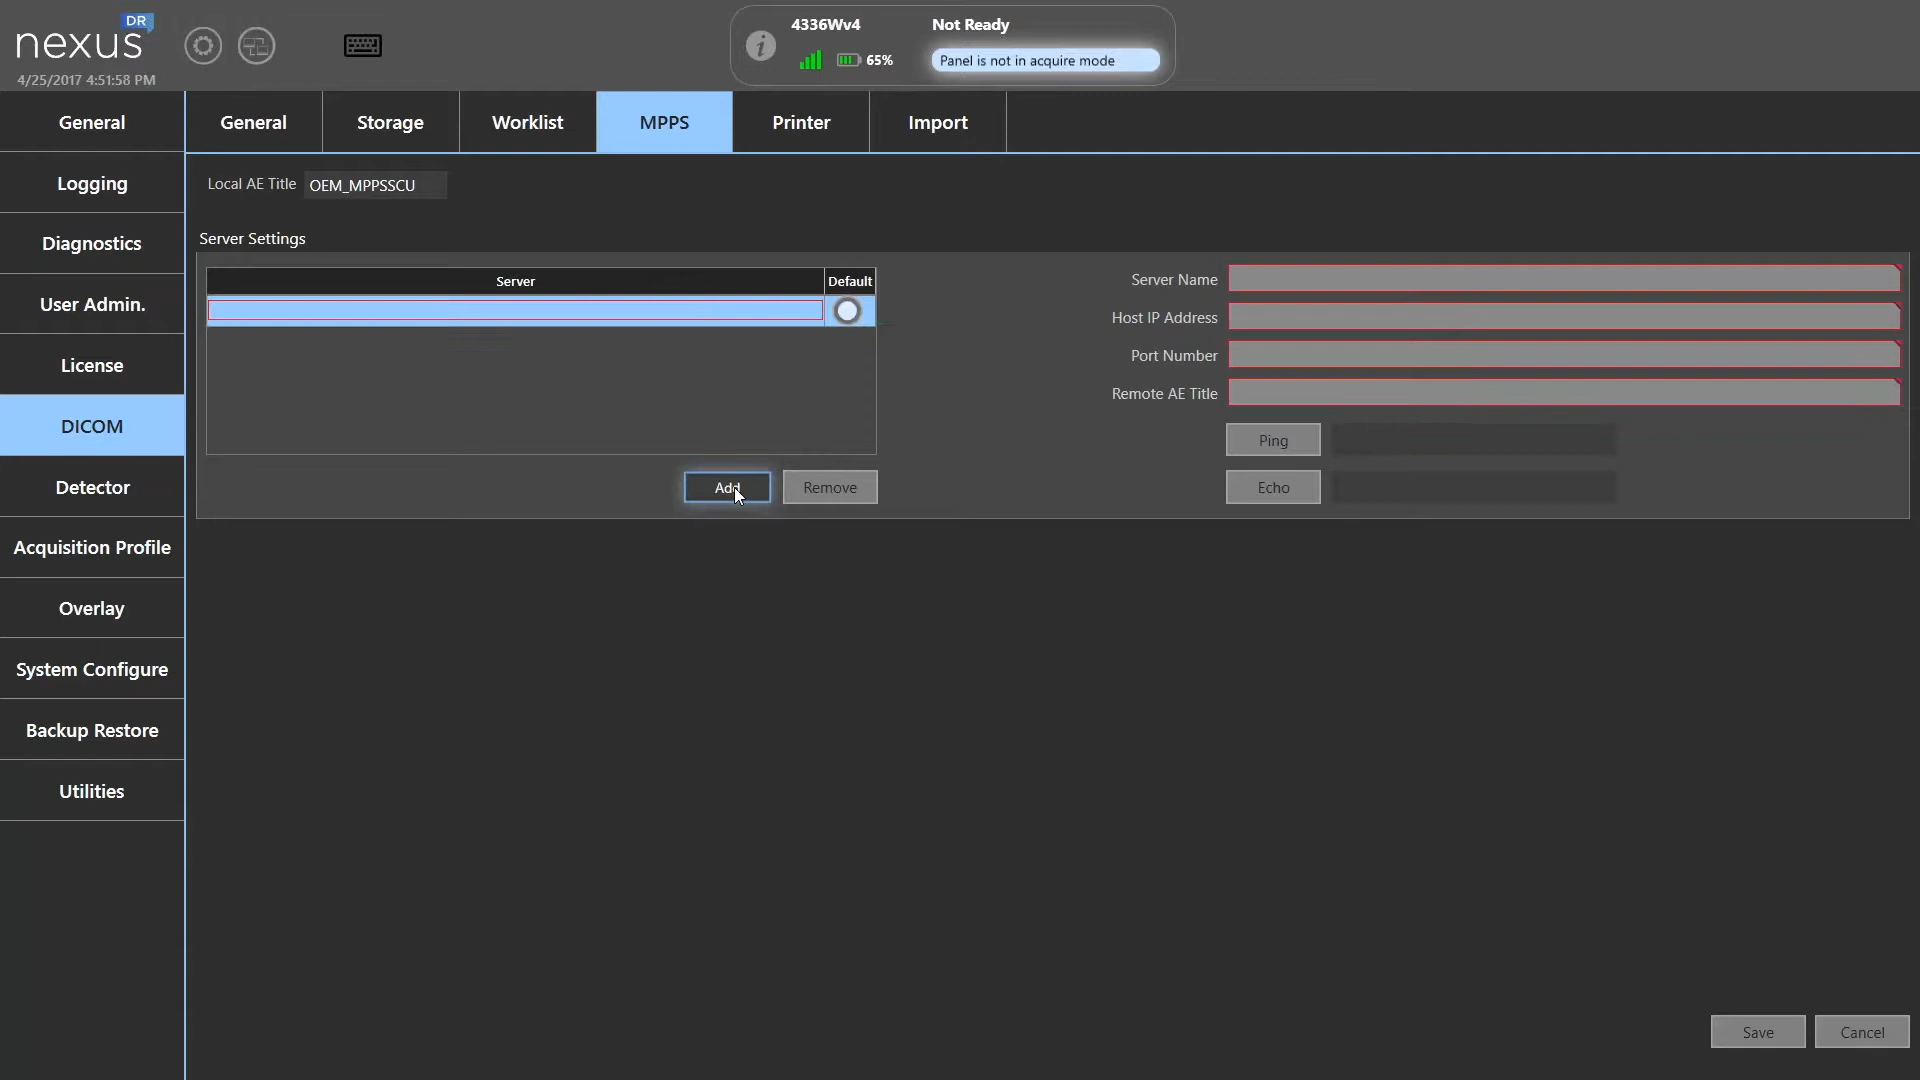 nexus DR
4/25/2017 4:51:58 PM
4336Wv4
Not Ready
65%
Panel is not in acquire mode
General
Logging
Diagnostics
User Admin.
License
DICOM
Detector
Acquisition Profile
Overlay
System Configure
Backup Restore
Utilities
General
Storage
Worklist
MPPS
Printer
Import
Local AE Title OEM_MPPSSCU
Server Settings
Server
Default
Add
Remove
Server Name
Host IP Address
Port Number
Remote AE Title
Ping
Echo
Save
Cancel